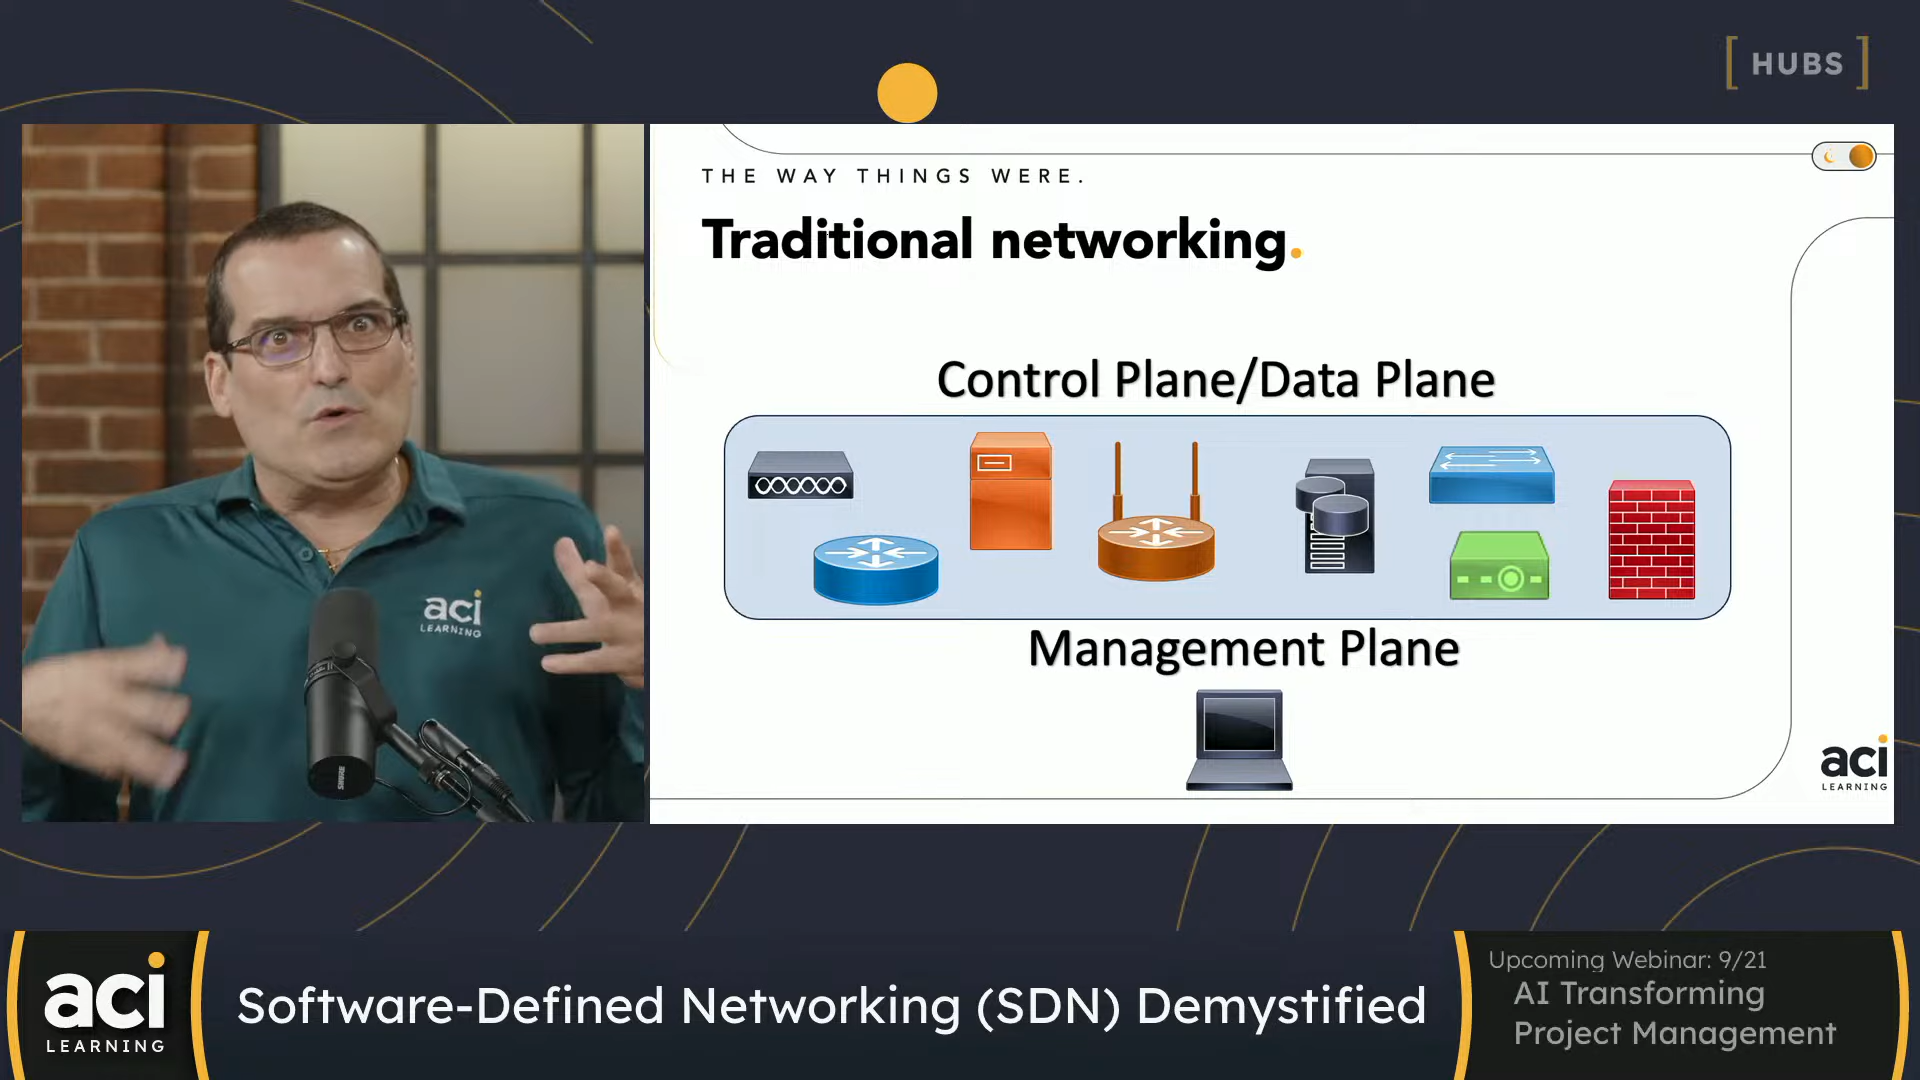 [ HUBS ]
THE WAY THINGS WERE.
Traditional networking.
Control Plane/Data Plane
Management Plane
aci
LEARNING
aci
LEARNING
SHURE
aci
LEARNING
Software-Defined Networking (SDN) Demystified
Upcoming Webinar: 9/21
AI Transforming
Project Management